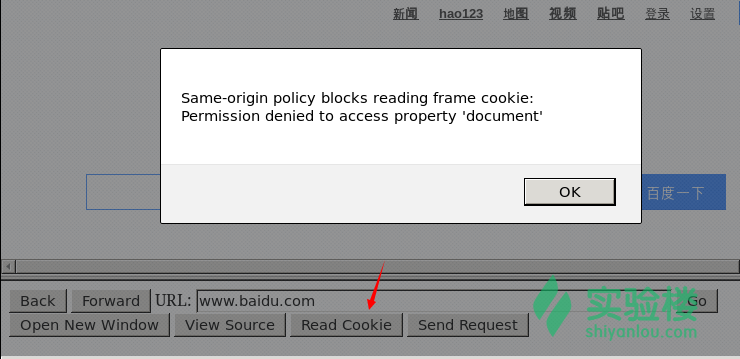 新闻 hao123 地图 视频 贴吧 登录 设置
Same-origin policy blocks reading frame cookie:
Permission denied to access property 'document'
OK
百度一下
Back Forward URL: www.baidu.com Go
Open New Window View Source Read Cookie Send Request
实验楼
shiyanlou.com